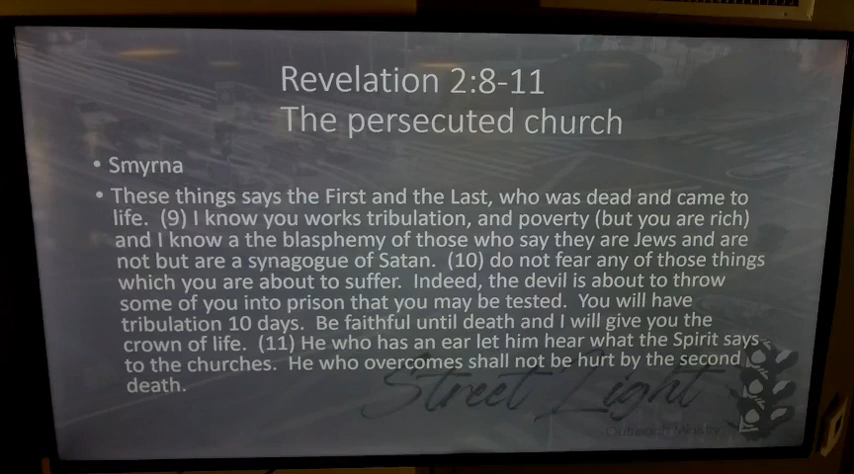 Revelation 2:8-11
The persecuted church
• Smyrna
• These things says the First and the Last, who was dead and came to
life. (9) I know you works tribulation, and poverty (but you are rich)
and I know a the blasphemy of those who say they are Jews and are
not but are a synagogue of Satan. (10) do not fear any of those things
which you are about to suffer. Indeed, the devil is about to throw
some of you into prison that you may be tested. You will have
tribulation 10 days. Be faithful until death and I will give you the
crown of life. (11) He who has an ear let him hear what the Spirit says
to the churches. He who overcomes shall not be hurt by the second
death.
Street Light
Outreach Ministry